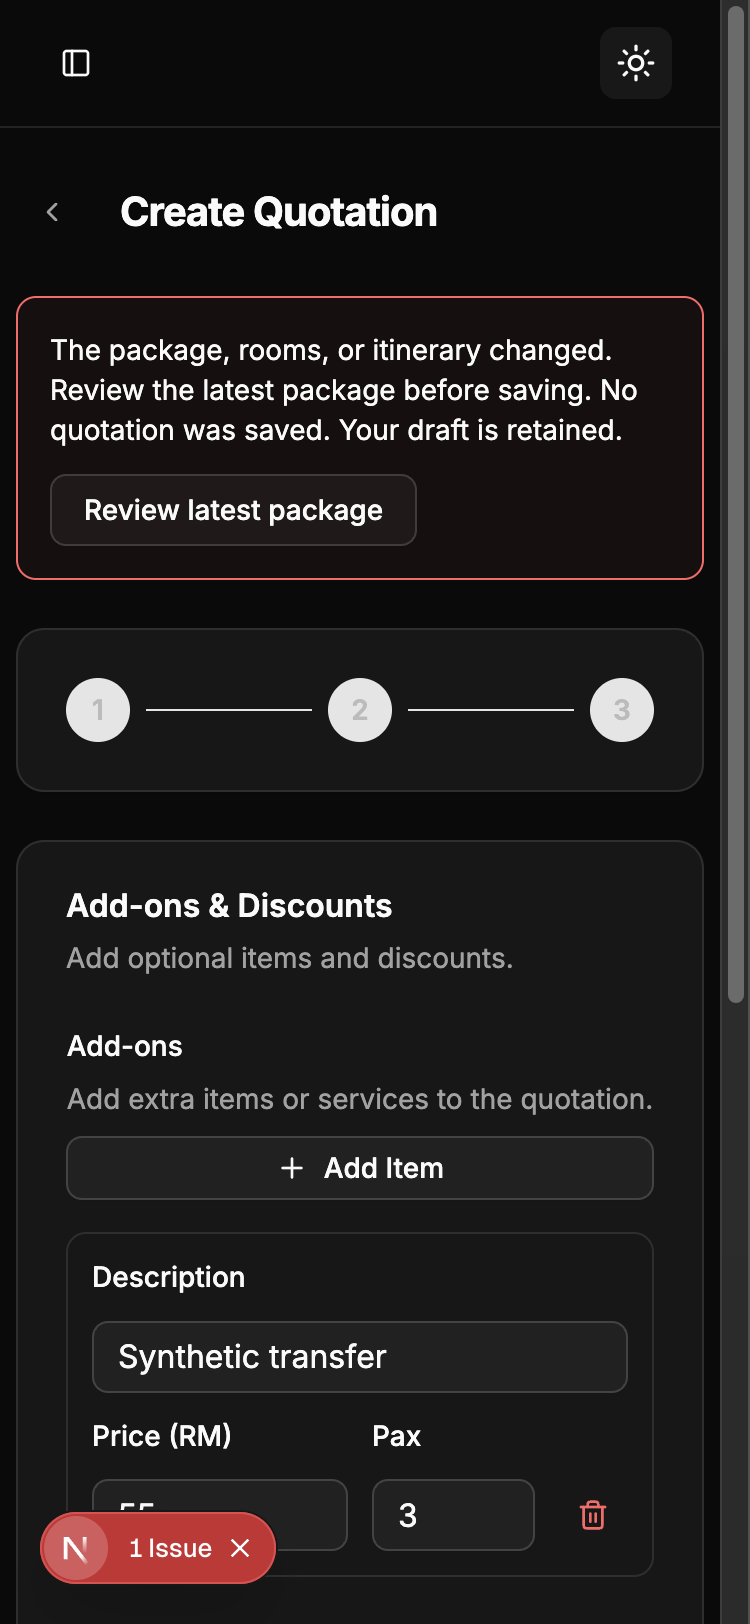 Create Quotation
The package, rooms, or itinerary changed.
Review the latest package before saving. No
quotation was saved. Your draft is retained.
Review latest package
1
2
3
Add-ons & Discounts
Add optional items and discounts.
Add-ons
Add extra items or services to the quotation.
Add Item
Description
Synthetic transfer
Price (RM)
Pax
55
3
N
1 Issue